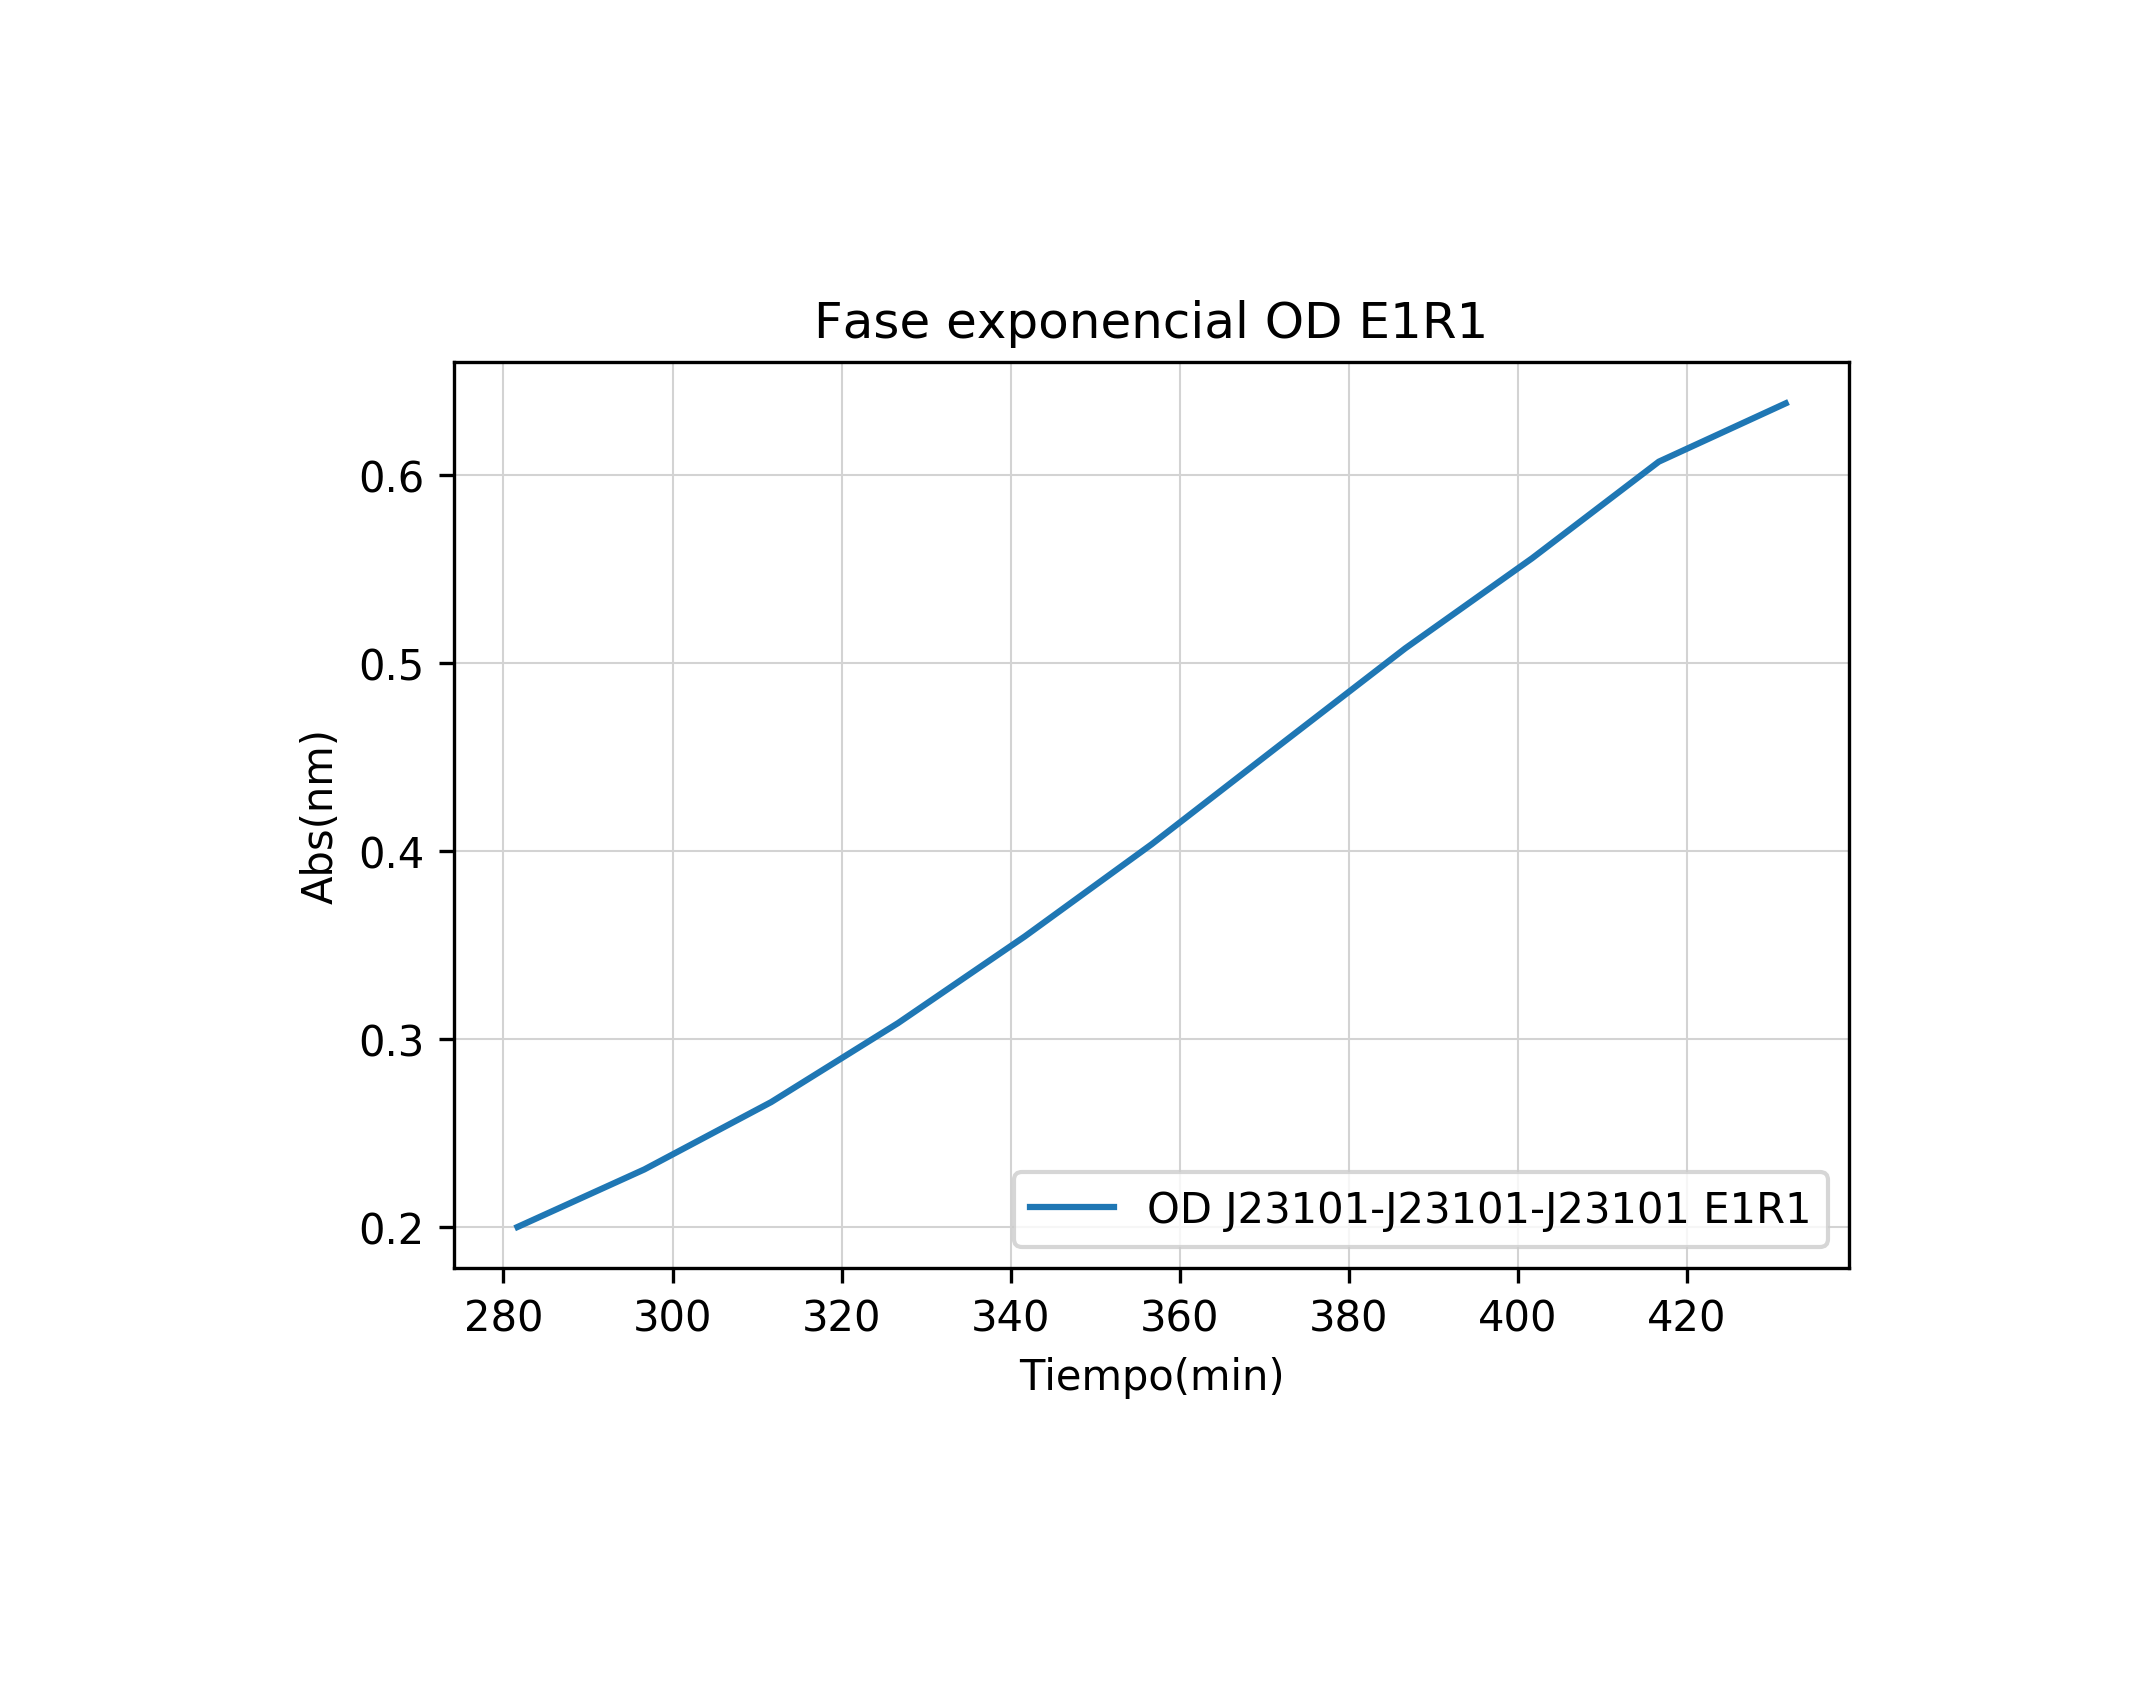 Fase exponencial OD E1R1
Abs(nm)
0.6
0.5
0.4
0.3
0.2
OD J23101-J23101-J23101 E1R1
280 300 320 340 360 380 400 420
Tiempo(min)